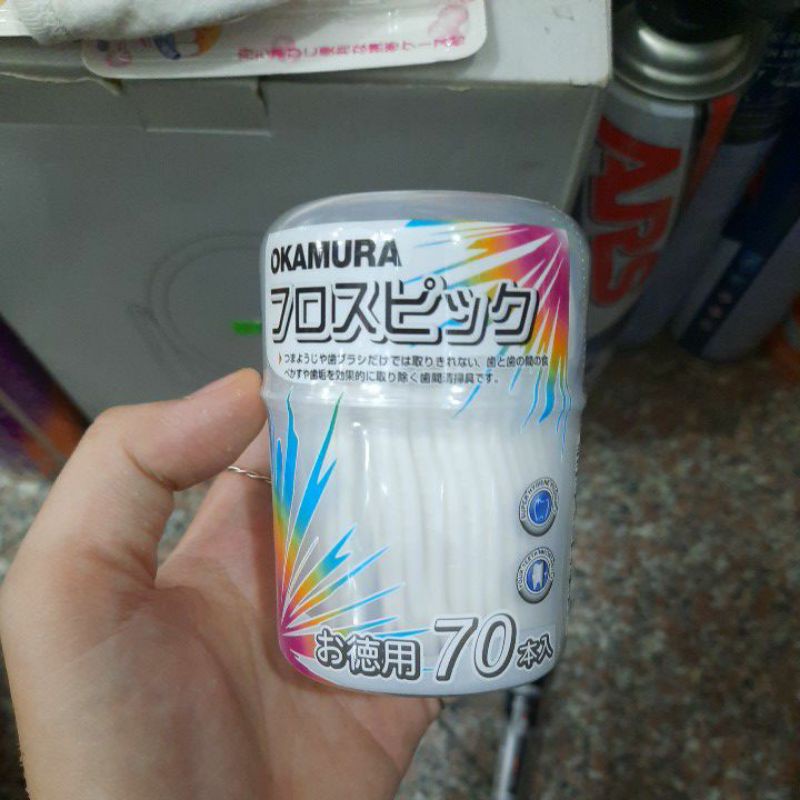 OKAMURA
フロスピック
つまようじや歯ブラシだけでは取りきれない、歯と歯の間の食
べかすや歯垢を効果的に取り除く歯間清掃具です。
お徳用 70本入
ARS